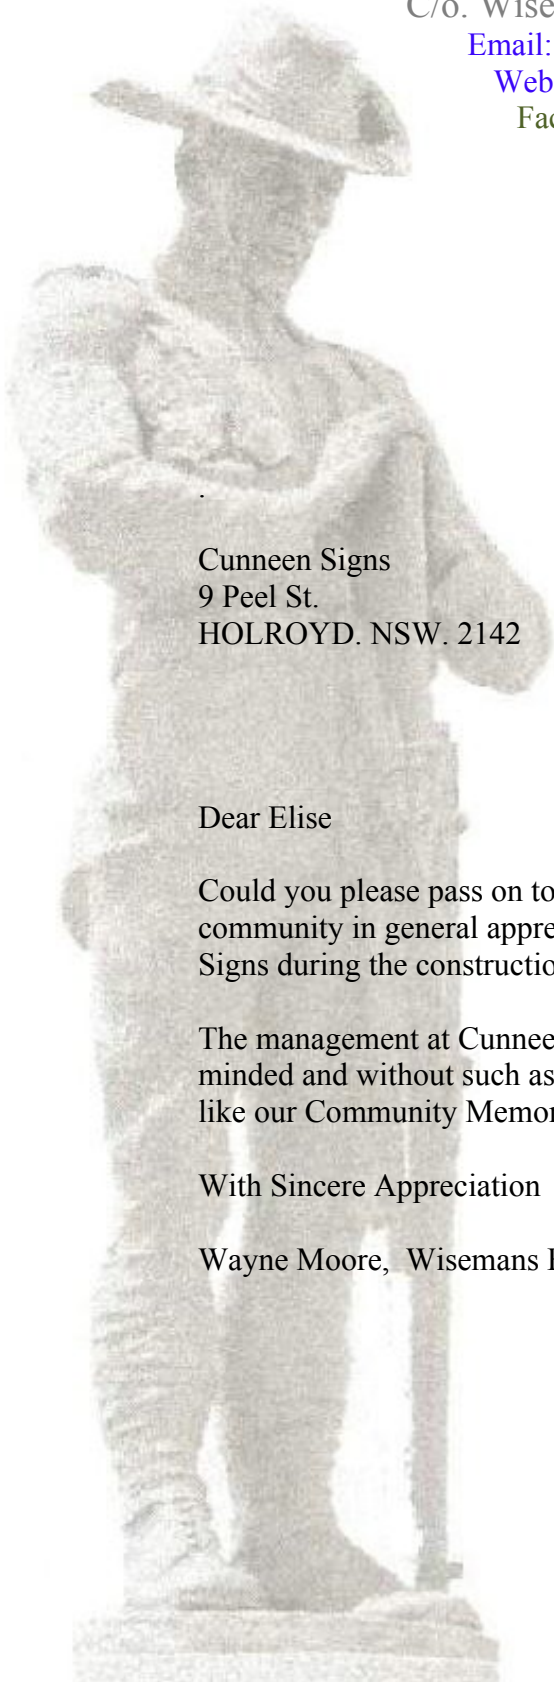 C/o. Wise
Email:
Web
Fac
.
Cunneen Signs
9 Peel St.
HOLROYD. NSW. 2142
Dear Elise
Could you please pass on to
community in general appre
Signs during the constructio
The management at Cunnee
minded and without such as
like our Community Memor
With Sincere Appreciation
Wayne Moore,  Wisemans